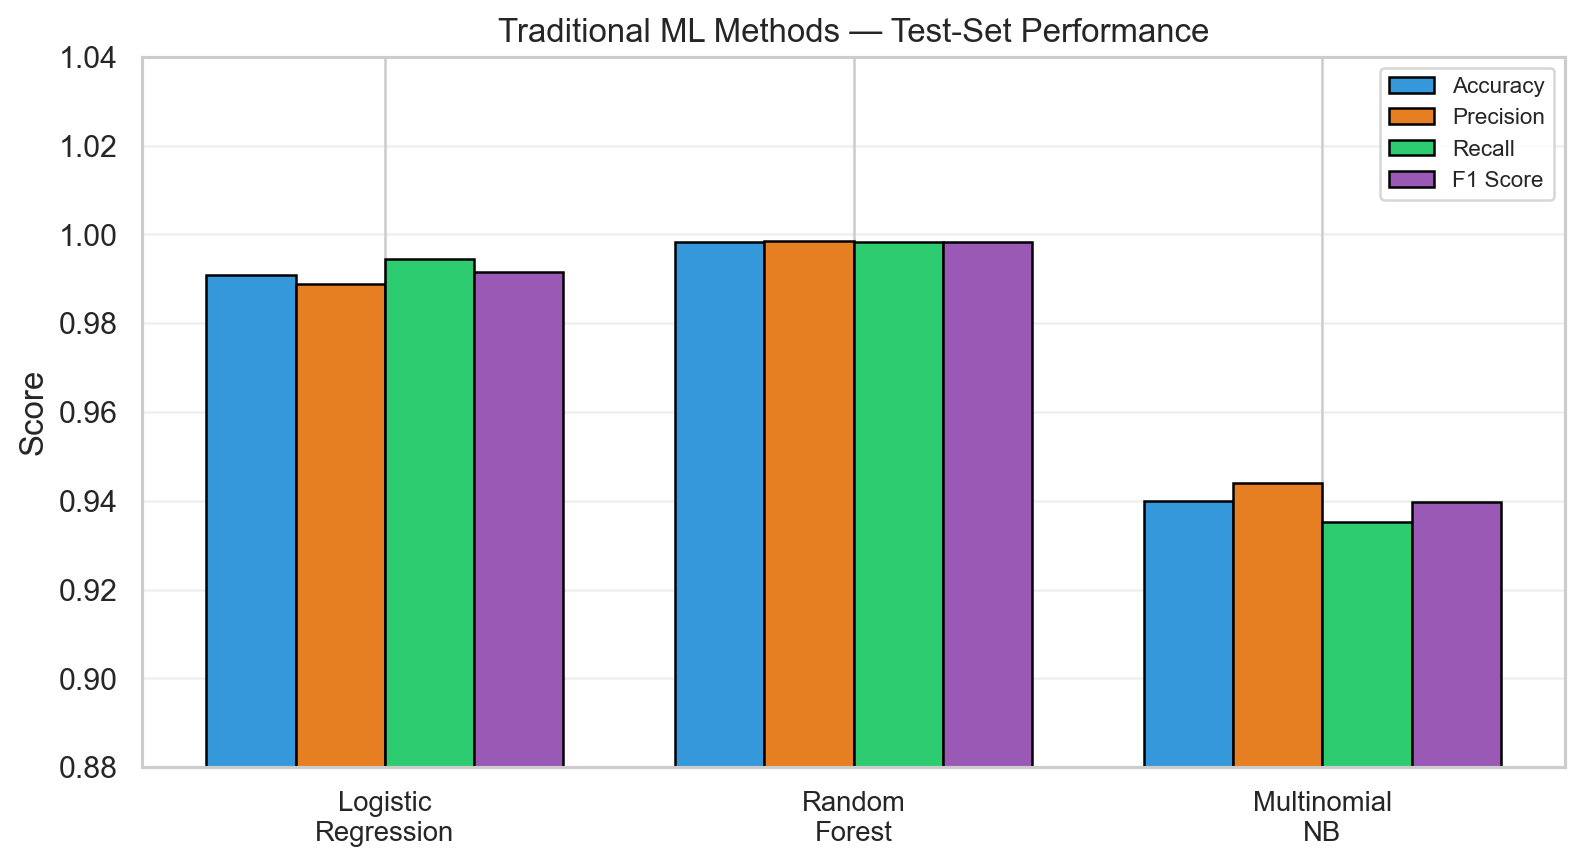 Traditional ML Methods — Test-Set Performance
1.04
1.02
1.00
0.98
0.96
0.94
0.92
0.90
0.88
Score
Accuracy
Precision
Recall
F1 Score
Logistic
Regression
Random
Forest
Multinomial
NB